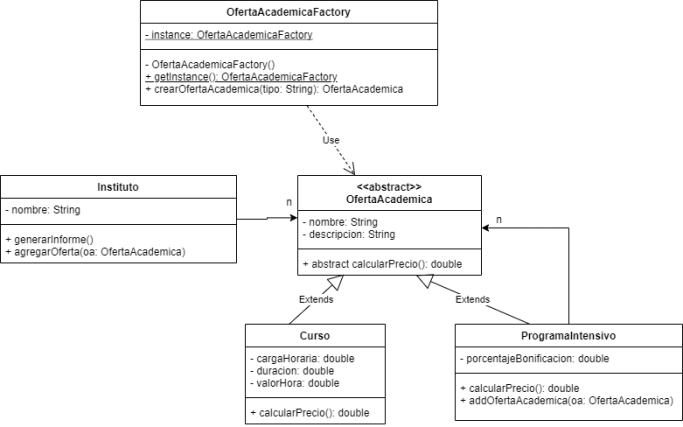 OfertaAcademicaFactory
- instance: OfertaAcademicaFactory
- OfertaAcademicaFactory()
+ getInstance(): OfertaAcademicaFactory
+ crearOfertaAcademica(tipo: String): OfertaAcademica
Use
Instituto
- nombre: String
+ generarInforme()
+ agregarOferta(oa: OfertaAcademica)
n
<<abstract>>
OfertaAcademica
- nombre: String
- descripcion: String
+ abstract calcularPrecio(): double
n
Extends
Extends
Curso
- cargaHoraria: double
- duracion: double
- valorHora: double
+ calcularPrecio(): double
ProgramaIntensivo
- porcentajeBonificacion: double
+ calcularPrecio(): double
+ addOfertaAcademica(oa: OfertaAcademica)